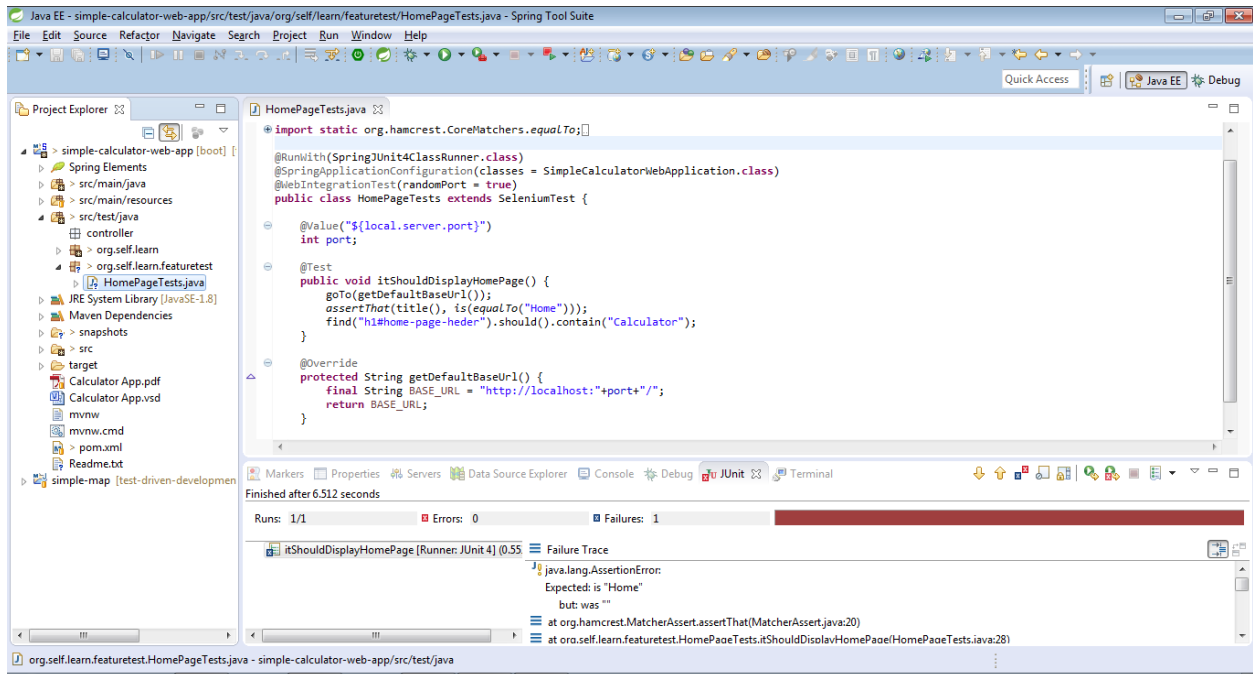 Java EE - simple-calculator-web-app/src/test/java/org/self/learn/featuretest/HomePageTests.java - Spring Tool Suite
File Edit Source Refactor Navigate Search Project Run Window Help
Quick Access
Java EE
Debug
Project Explorer
> simple-calculator-web-app [boot] [
Spring Elements
> src/main/java
> src/main/resources
> src/test/java
controller
> org.self.learn
> org.self.learn.featuretest
HomePageTests.java
JRE System Library [JavaSE-1.8]
Maven Dependencies
> snapshots
> src
target
Calculator App.pdf
Calculator App.vsd
mvnw
mvnw.cmd
> pom.xml
Readme.txt
simple-map [test-driven-developmen
HomePageTests.java
import static org.hamcrest.CoreMatchers.equalTo;
@RunWith(SpringJUnit4ClassRunner.class)
@SpringApplicationConfiguration(classes = SimpleCalculatorWebApplication.class)
@WebIntegrationTest(randomPort = true)
public class HomePageTests extends SeleniumTest {
@Value("${local.server.port}")
int port;
@Test
public void itShouldDisplayHomePage() {
goTo(getDefaultBaseUrl());
assertThat(title(), is(equalTo("Home")));
find("h1#home-page-heder").should().contain("Calculator");
}
@Override
protected String getDefaultBaseUrl() {
final String BASE_URL = "http://localhost:"+port+"/";
return BASE_URL;
}
Markers Properties Servers Data Source Explorer Console Debug JUnit Terminal
Finished after 6.512 seconds
Runs: 1/1 Errors: 0 Failures: 1
itShouldDisplayHomePage [Runner: JUnit 4] (0.55
Failure Trace
java.lang.AssertionError:
Expected: is "Home"
but: was ""
at org.hamcrest.MatcherAssert.assertThat(MatcherAssert.java:20)
at org.self.learn.featuretest.HomePageTests.itShouldDisplayHomePage(HomePageTests.java:28)
org.self.learn.featuretest.HomePageTests.java - simple-calculator-web-app/src/test/java